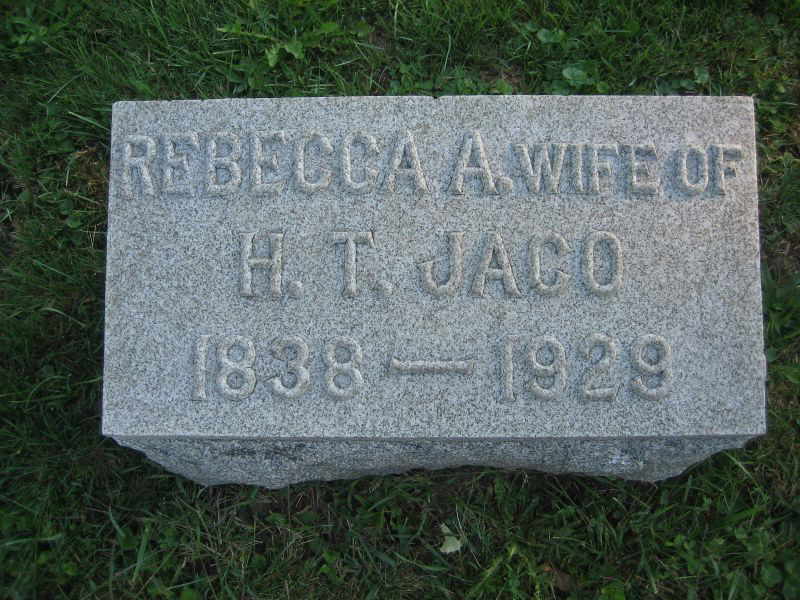 REBECCA A. WIFE OF
H. T. JACO
1838 — 1929